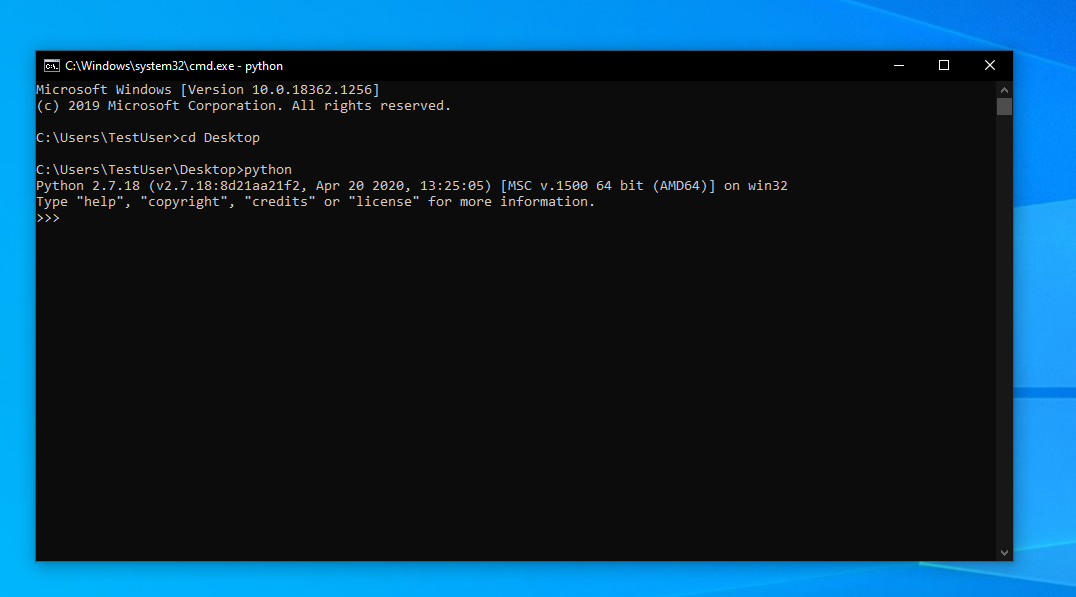 C:\Windows\system32\cmd.exe - python
Microsoft Windows [Version 10.0.18362.1256]
(c) 2019 Microsoft Corporation. All rights reserved.
C:\Users\TestUser>cd Desktop
C:\Users\TestUser\Desktop>python
Python 2.7.18 (v2.7.18:8d21aa21f2, Apr 20 2020, 13:25:05) [MSC v.1500 64 bit (AMD64)] on win32
Type "help", "copyright", "credits" or "license" for more information.
>>>